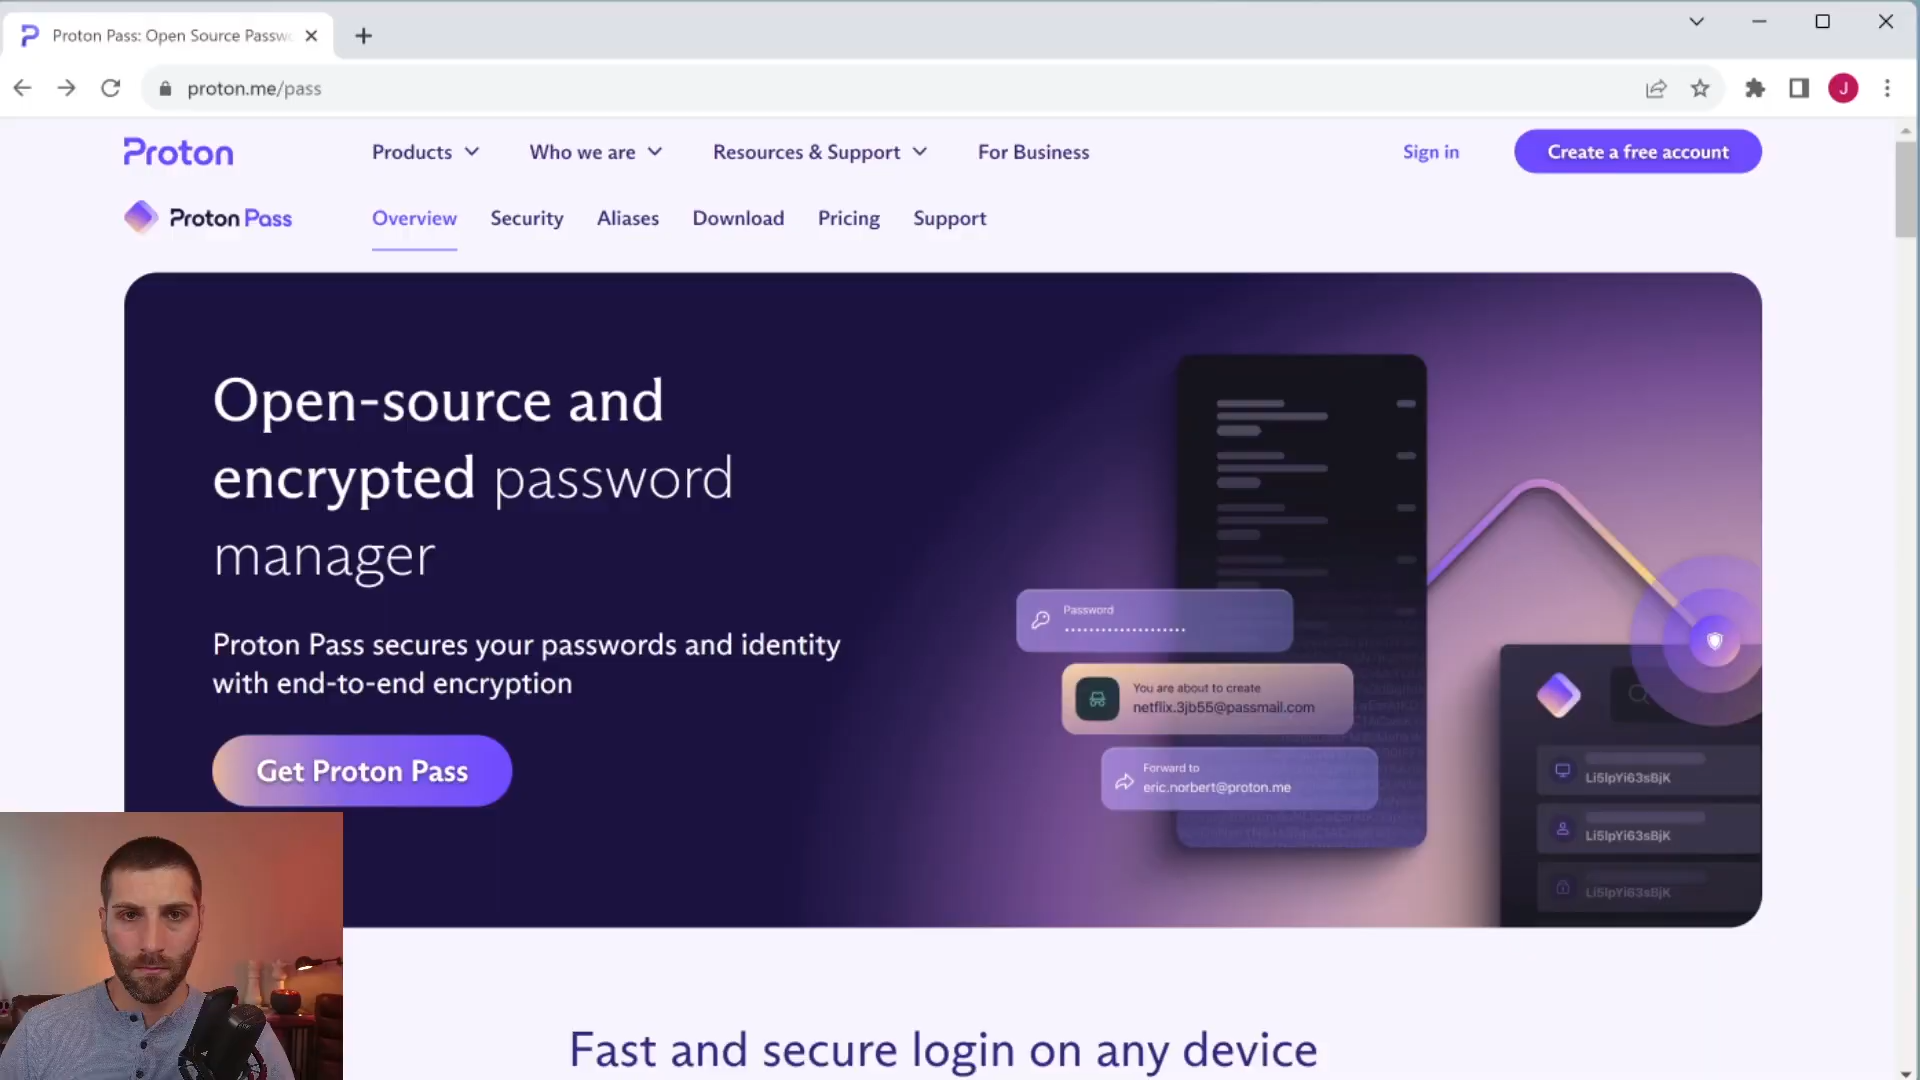 Proton Pass: Open Source Passw
proton.me/pass
J
Proton
Products
Who we are
Resources & Support
For Business
Sign in
Create a free account
Proton Pass
Overview
Security
Aliases
Download
Pricing
Support
Open-source and
encrypted password
manager
Proton Pass secures your passwords and identity
with end-to-end encryption
Get Proton Pass
Password
You are about to create
netflix.3jb55@passmail.com
Forward to
eric.norbert@proton.me
Li5IpYi63sBjK
Li5IpYi63sBjK
Li5IpYi63sBjK
Fast and secure login on any device